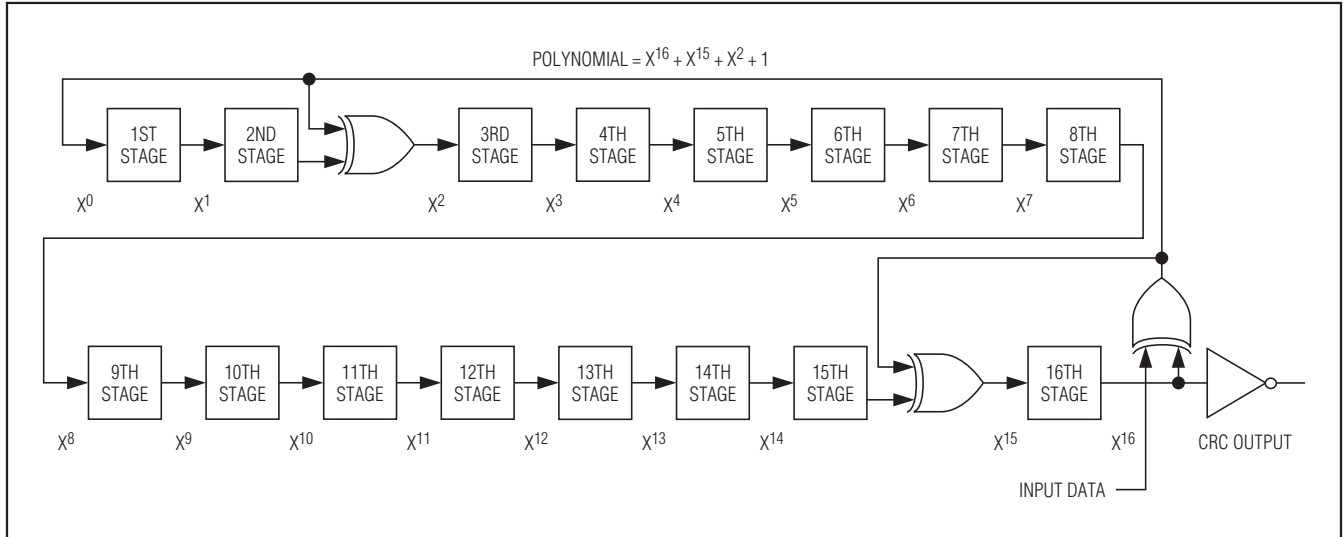 POLYNOMIAL = X¹⁶ + X¹⁵ + X² + 1
1ST STAGE
2ND STAGE
3RD STAGE
4TH STAGE
5TH STAGE
6TH STAGE
7TH STAGE
8TH STAGE
X⁰
X¹
X²
X³
X⁴
X⁵
X⁶
X⁷
9TH STAGE
10TH STAGE
11TH STAGE
12TH STAGE
13TH STAGE
14TH STAGE
15TH STAGE
16TH STAGE
X⁸
X⁹
X¹⁰
X¹¹
X¹²
X¹³
X¹⁴
X¹⁵
X¹⁶
CRC OUTPUT
INPUT DATA